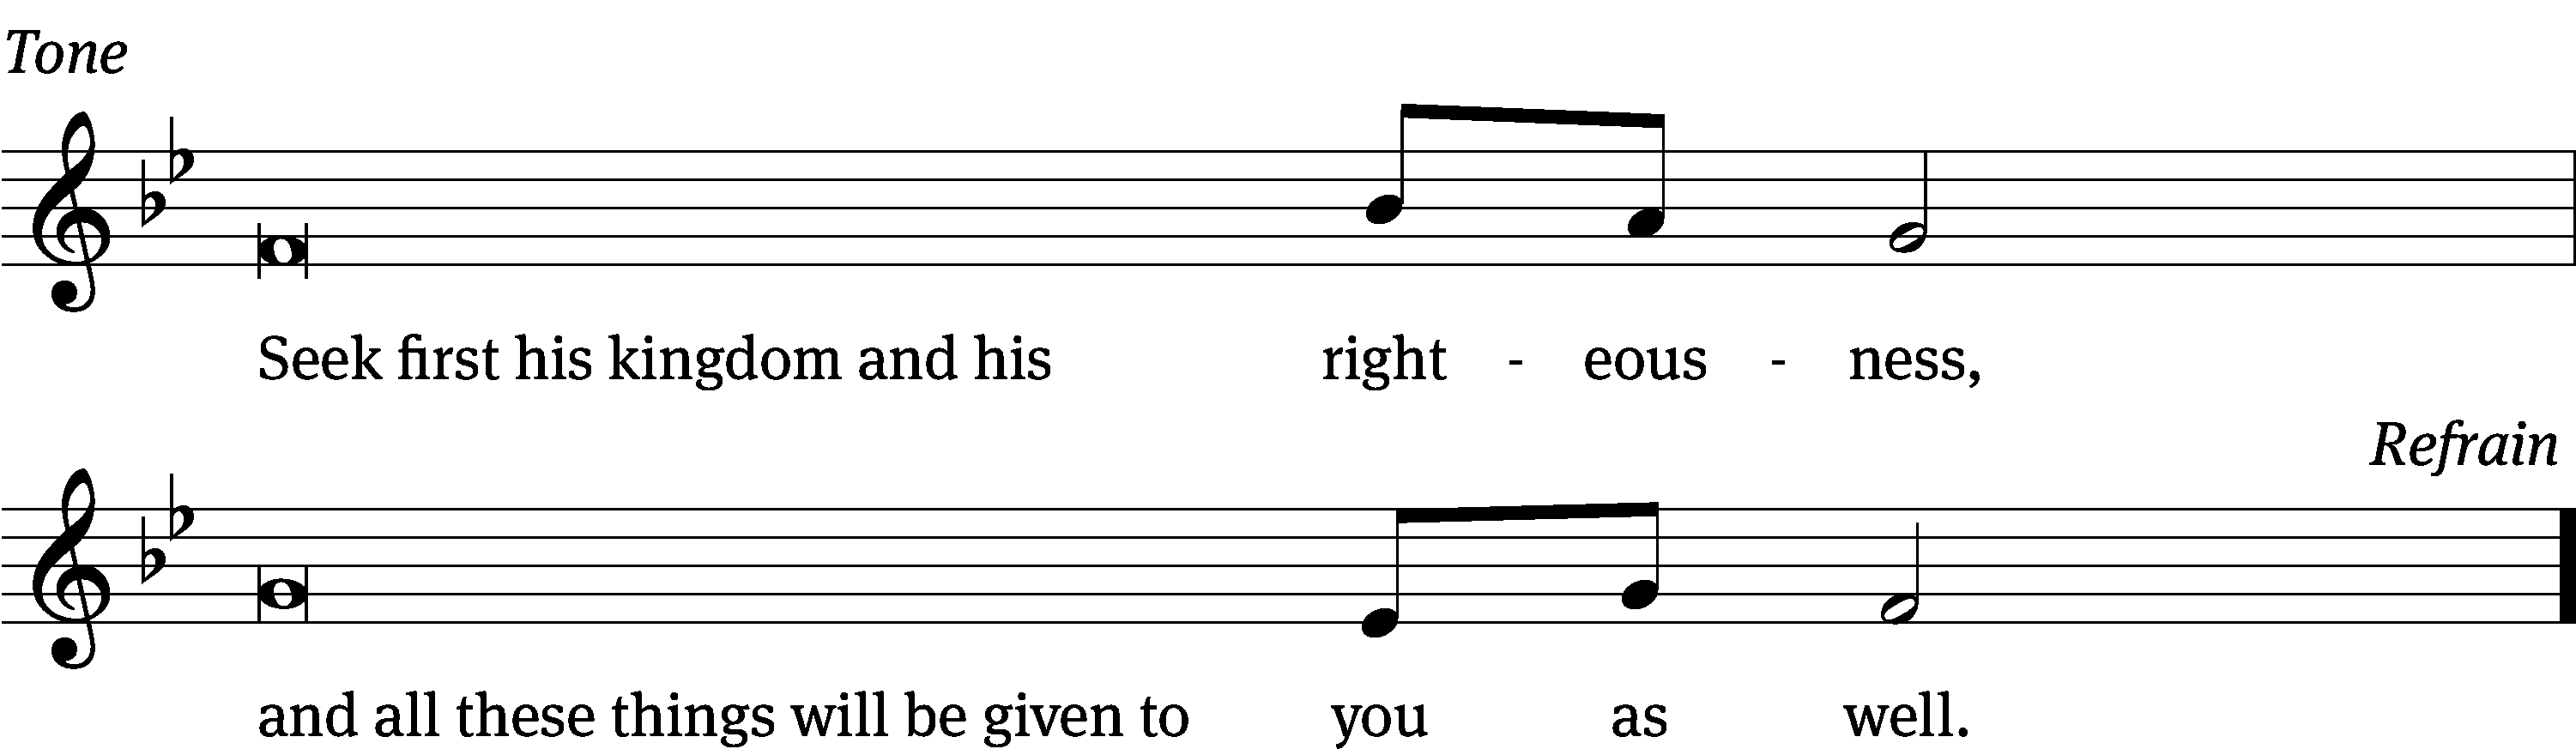 Tone
Seek first his kingdom and his right - eous - ness,
Refrain
and all these things will be given to you as well.